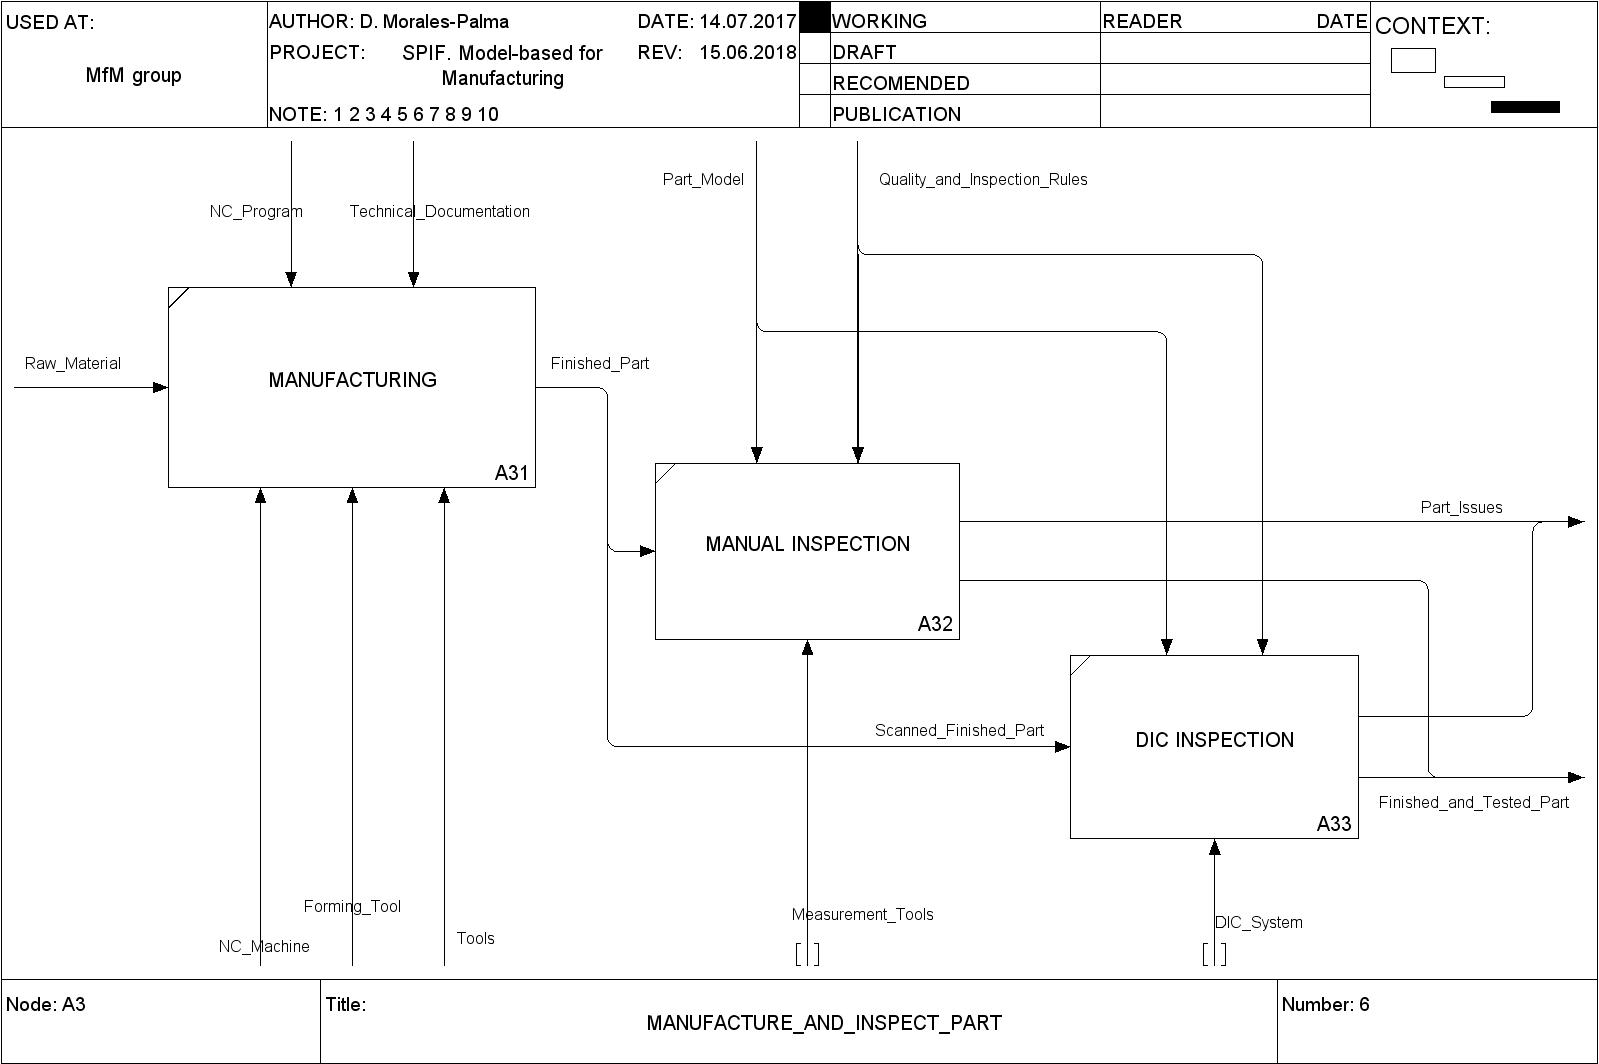 USED AT:
MfM group
AUTHOR: D. Morales-Palma
DATE: 14.07.2017
PROJECT: SPIF. Model-based for
Manufacturing
REV: 15.06.2018
NOTE: 1 2 3 4 5 6 7 8 9 10
WORKING
DRAFT
RECOMENDED
PUBLICATION
READER DATE
CONTEXT:
Part_Model
Quality_and_Inspection_Rules
NC_Program
Technical_Documentation
Raw_Material
MANUFACTURING
A31
Finished_Part
MANUAL INSPECTION
A32
Part_Issues
Scanned_Finished_Part
DIC INSPECTION
A33
Finished_and_Tested_Part
Forming_Tool
NC_Machine
Tools
Measurement_Tools
[ ]
DIC_System
[ ]
Node: A3
Title:
MANUFACTURE_AND_INSPECT_PART
Number: 6